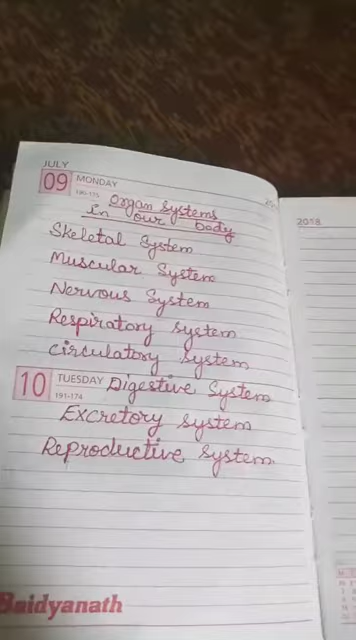 JULY
09 MONDAY
190-175
Organ Systems
in our body
Skeletal System
Muscular System
Nervous System
Respiratory System
Circulatory System
10 TUESDAY Digestive System
191-174
Excretory System
Reproductive System
Baidyanath
2018